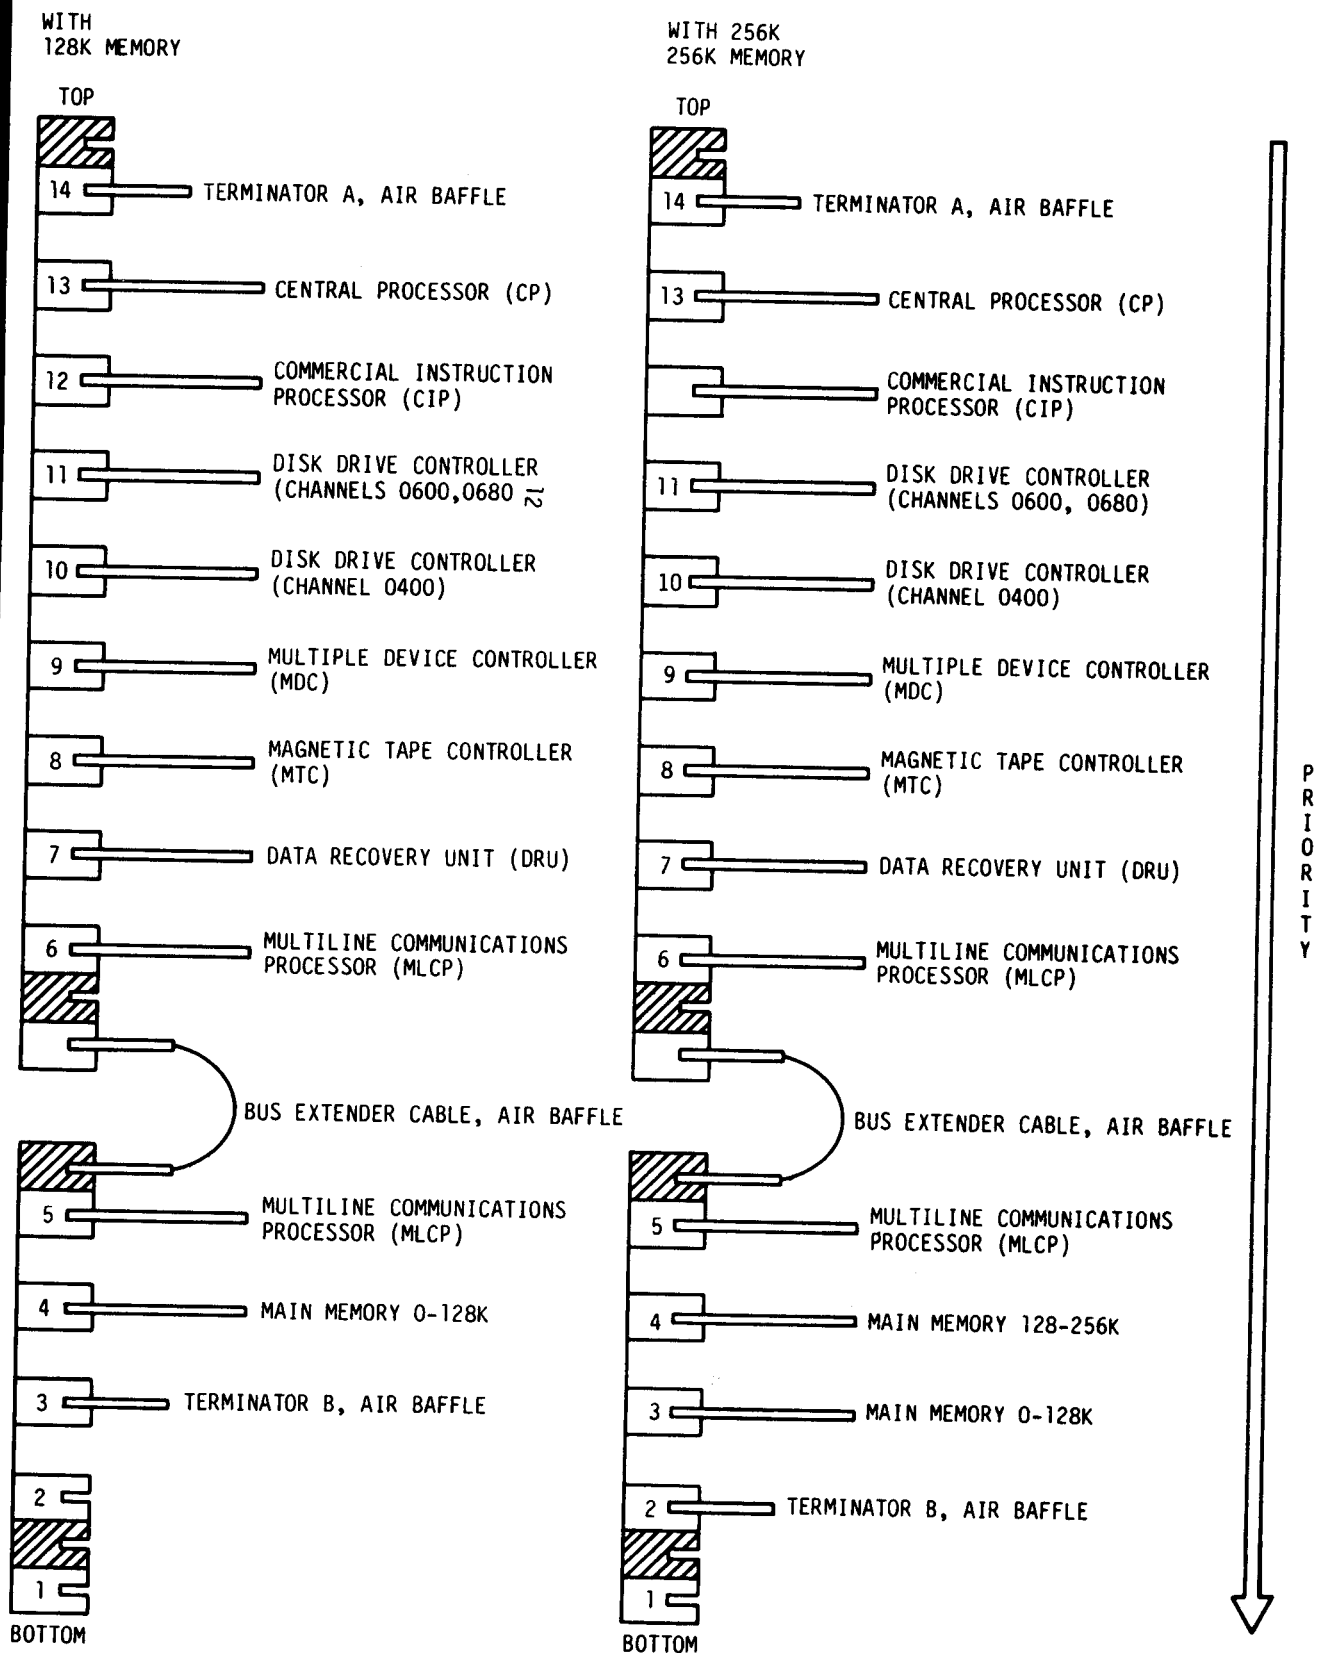 WITH
128K MEMORY
TOP
14 TERMINATOR A, AIR BAFFLE
13 CENTRAL PROCESSOR (CP)
12 COMMERCIAL INSTRUCTION
PROCESSOR (CIP)
11 DISK DRIVE CONTROLLER
(CHANNELS 0600,0680 12
10 DISK DRIVE CONTROLLER
(CHANNEL 0400)
9 MULTIPLE DEVICE CONTROLLER
(MDC)
8 MAGNETIC TAPE CONTROLLER
(MTC)
7 DATA RECOVERY UNIT (DRU)
6 MULTILINE COMMUNICATIONS
PROCESSOR (MLCP)
BUS EXTENDER CABLE, AIR BAFFLE
5 MULTILINE COMMUNICATIONS
PROCESSOR (MLCP)
4 MAIN MEMORY 0-128K
3 TERMINATOR B, AIR BAFFLE
2
1
BOTTOM
WITH 256K
256K MEMORY
TOP
14 TERMINATOR A, AIR BAFFLE
13 CENTRAL PROCESSOR (CP)
COMMERCIAL INSTRUCTION
PROCESSOR (CIP)
11 DISK DRIVE CONTROLLER
(CHANNELS 0600, 0680)
10 DISK DRIVE CONTROLLER
(CHANNEL 0400)
9 MULTIPLE DEVICE CONTROLLER
(MDC)
8 MAGNETIC TAPE CONTROLLER
(MTC)
7 DATA RECOVERY UNIT (DRU)
6 MULTILINE COMMUNICATIONS
PROCESSOR (MLCP)
BUS EXTENDER CABLE, AIR BAFFLE
5 MULTILINE COMMUNICATIONS
PROCESSOR (MLCP)
4 MAIN MEMORY 128-256K
3 MAIN MEMORY 0-128K
2 TERMINATOR B, AIR BAFFLE
1
BOTTOM
PRIORITY